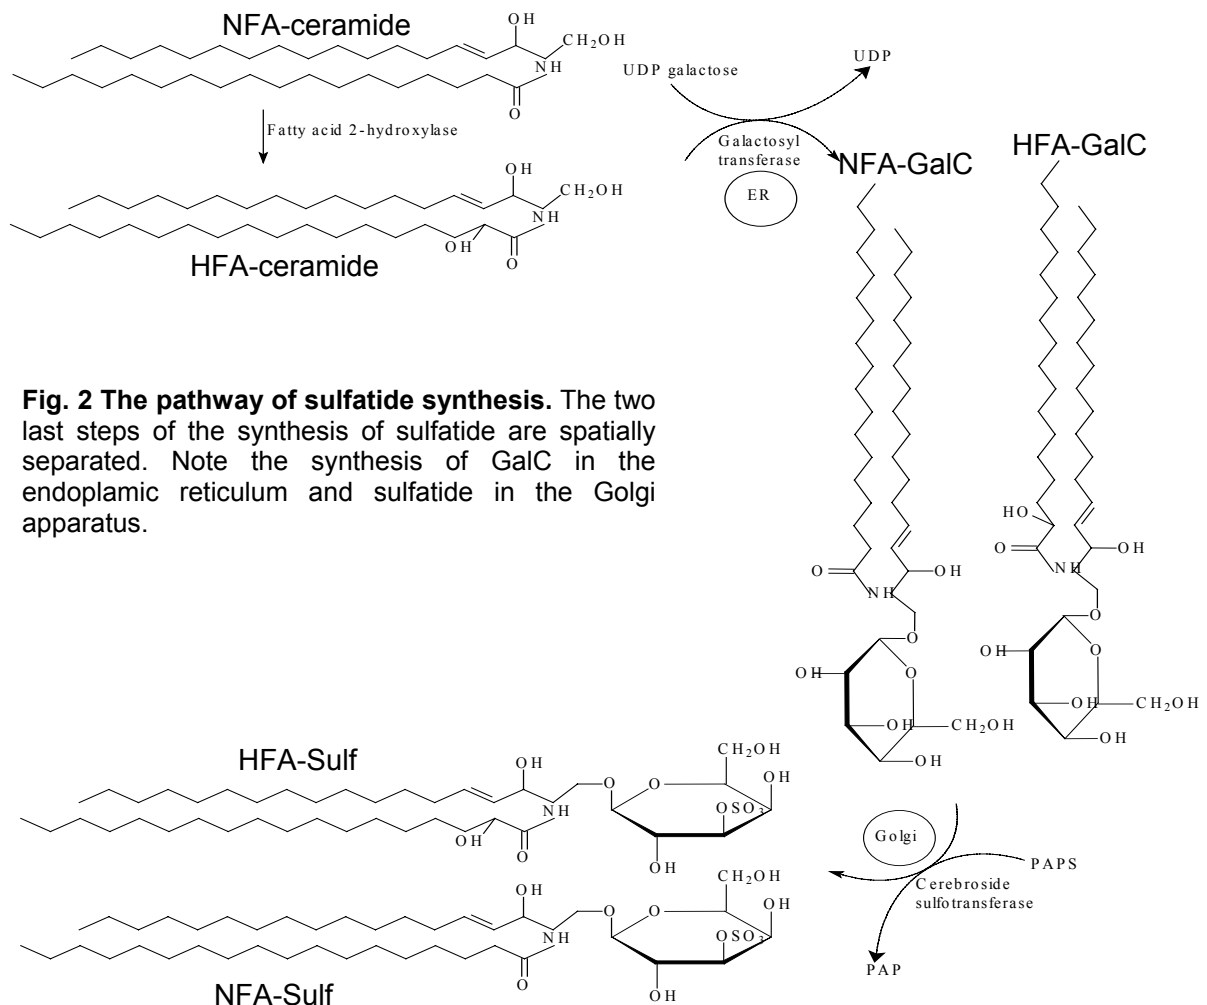 NFA-ceramide
OH
CH2OH
NH
O
Fatty acid 2-hydroxylase
OH
CH2OH
NH
OH
O
HFA-ceramide
UDP galactose
UDP
Galactosyl
transferase
ER
NFA-GalC
HFA-GalC
Fig. 2 The pathway of sulfatide synthesis. The two
last steps of the synthesis of sulfatide are spatially
separated. Note the synthesis of GalC in the
endoplamic reticulum and sulfatide in the Golgi
apparatus.
O
OH
NH
O
OH
O
OH
CH2OH
OH
HO
O
OH
NH
O
OH
O
OH
CH2OH
OH
HFA-Sulf
OH
O
O
CH2OH
OH
NH
OSO3
OH
O
OH
Golgi
PAPS
Cerebroside
sulfotransferase
PAP
OH
O
O
CH2OH
OH
NH
OSO3
O
OH
NFA-Sulf